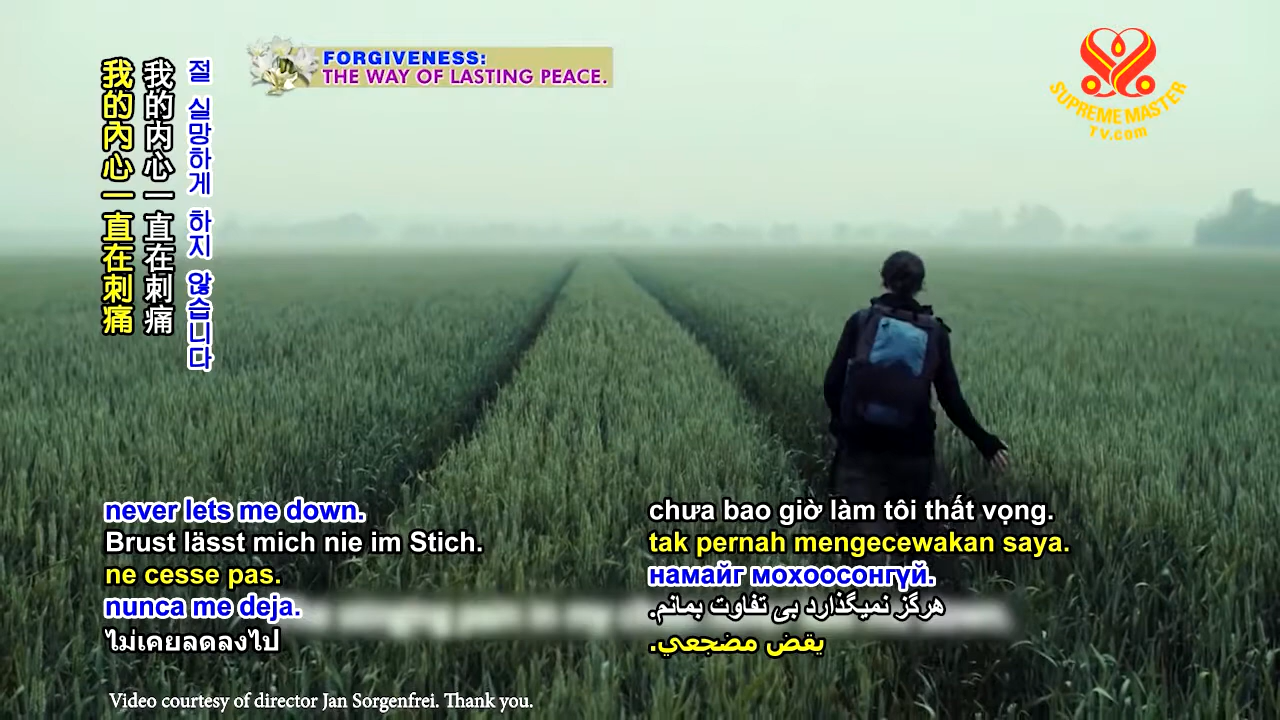 FORGIVENESS:
THE WAY OF LASTING PEACE.
SUPREME MASTER
TV.com
절 실망하게 하지 않습니다
我的内心一直在刺痛
我的內心一直在刺痛
never lets me down.
Brust lässt mich nie im Stich.
ne cesse pas.
nunca me deja.
ไม่เคยลดลงไป
chưa bao giờ làm tôi thất vọng.
tak pernah mengecewakan saya.
намайг мохоосонгүй.
هرگز نمیگذارد بی تفاوت بمانم.
يقض مضجعي.
Video courtesy of director Jan Sorgenfrei. Thank you.